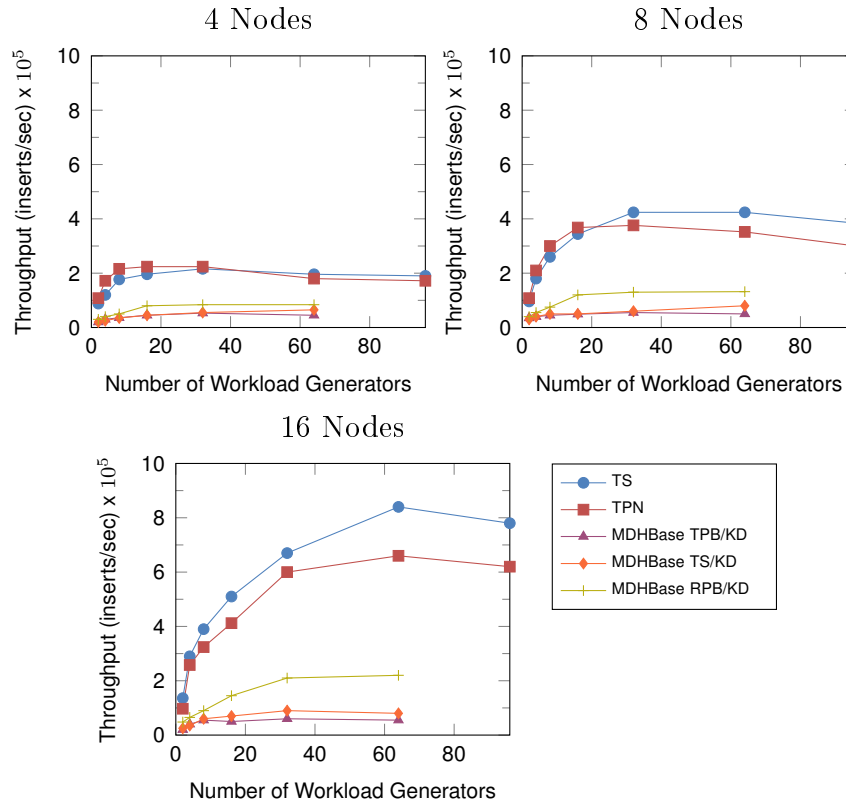 4 Nodes
Throughput (inserts/sec) x 10^5
10
8
6
4
2
0
0 20 40 60 80
Number of Workload Generators
8 Nodes
Throughput (inserts/sec) x 10^5
10
8
6
4
2
0
0 20 40 60 80
Number of Workload Generators
16 Nodes
Throughput (inserts/sec) x 10^5
10
8
6
4
2
0
0 20 40 60 80
Number of Workload Generators
TS
TPN
MDHBase TPB/KD
MDHBase TS/KD
MDHBase RPB/KD